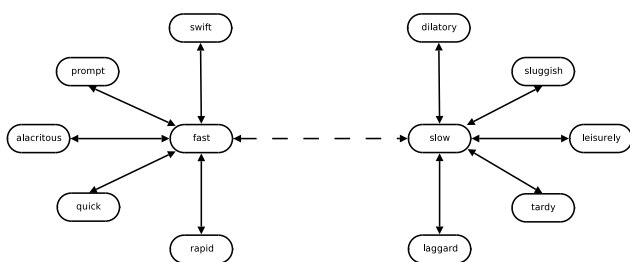 swift
dilatory
prompt
sluggish
alacritous
fast
slow
leisurely
quick
tardy
rapid
laggard